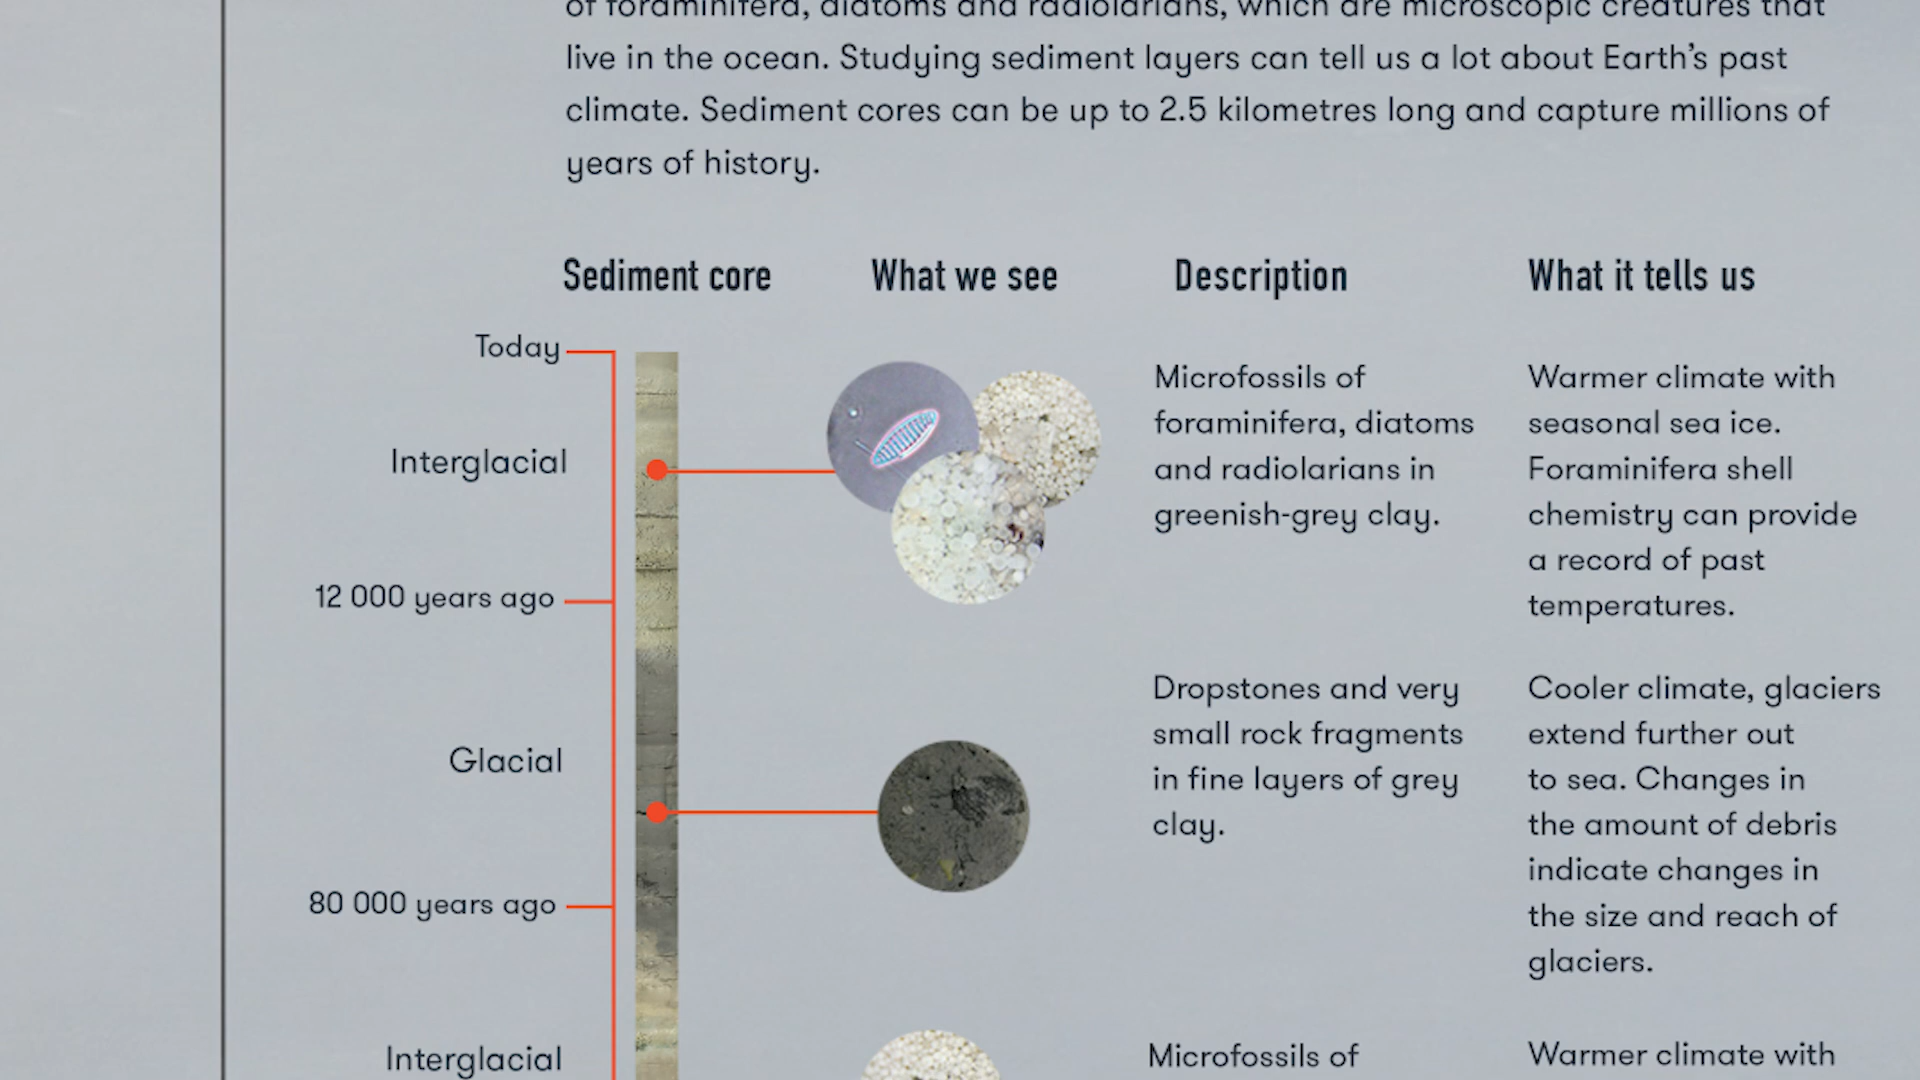 of foraminifera, diatoms and radiolarians, which are microscopic creatures that
live in the ocean. Studying sediment layers can tell us a lot about Earth's past
climate. Sediment cores can be up to 2.5 kilometres long and capture millions of
years of history.
Sediment core
What we see
Description
What it tells us
Today
Interglacial
12 000 years ago
Microfossils of
foraminifera, diatoms
and radiolarians in
greenish-grey clay.
Warmer climate with
seasonal sea ice.
Foraminifera shell
chemistry can provide
a record of past
temperatures.
Glacial
80 000 years ago
Dropstones and very
small rock fragments
in fine layers of grey
clay.
Cooler climate, glaciers
extend further out
to sea. Changes in
the amount of debris
indicate changes in
the size and reach of
glaciers.
Interglacial
Microfossils of
Warmer climate with